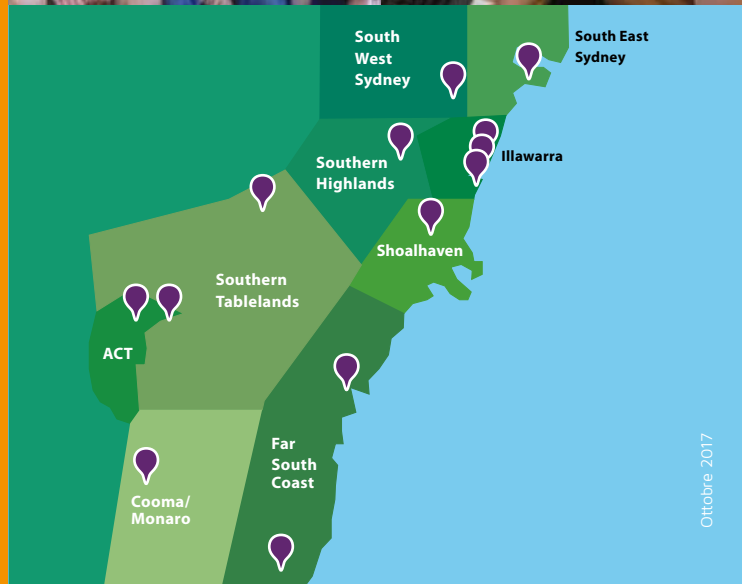 South
West
Sydney
South East
Sydney
Illawarra
Southern
Highlands
Shoalhaven
Southern
Tablelands
ACT
Far
South
Coast
Cooma/
Monaro
Ottobre 2017